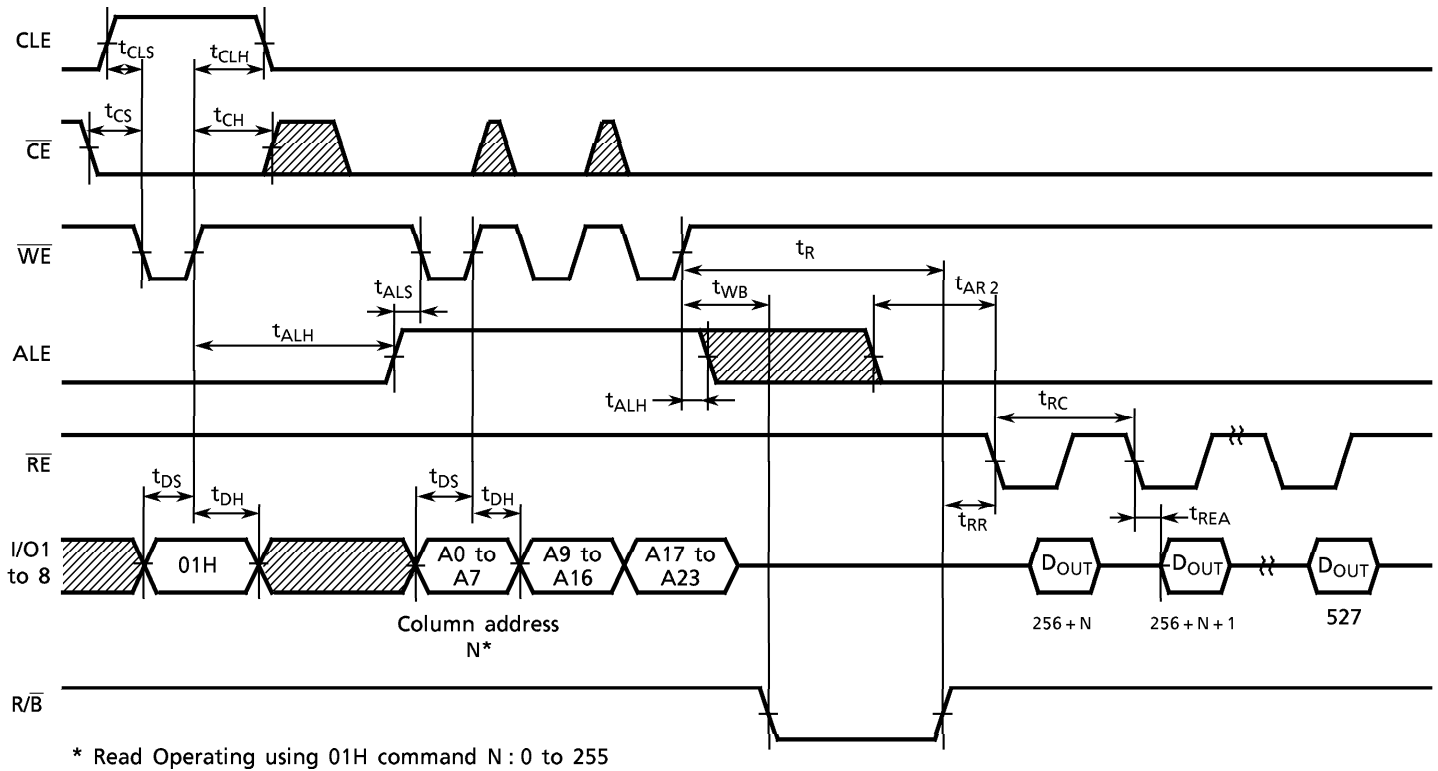 CLE
tCLS
tCLH
tCS
tCH
CE
WE
tR
tALS
tWB
tAR2
tALH
ALE
tALH
tRC
RE
tDS
tDH
tDS
tDH
tRR
tREA
I/O1
to 8
01H
A0 to
A7
A9 to
A16
A17 to
A23
DOUT
DOUT
DOUT
Column address
N*
256 + N
256 + N + 1
527
R/B
* Read Operating using 01H command N : 0 to 255